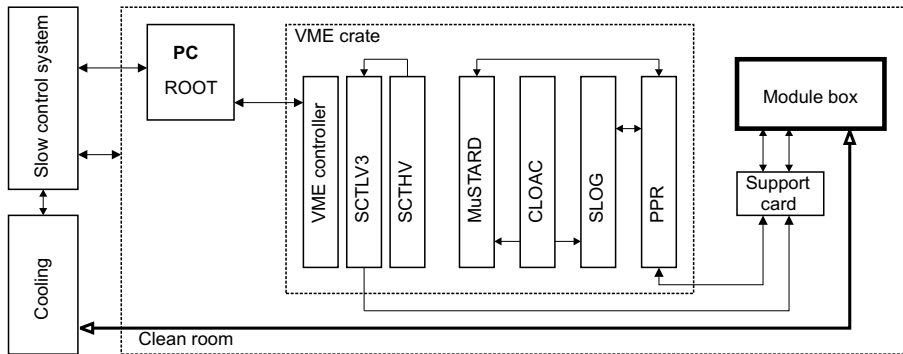 Slow control system
PC
ROOT
VME crate
VME controller
SCTLV3
SCTHV
MuSTARD
CLOAC
SLOG
PPR
Module box
Support
card
Cooling
Clean room